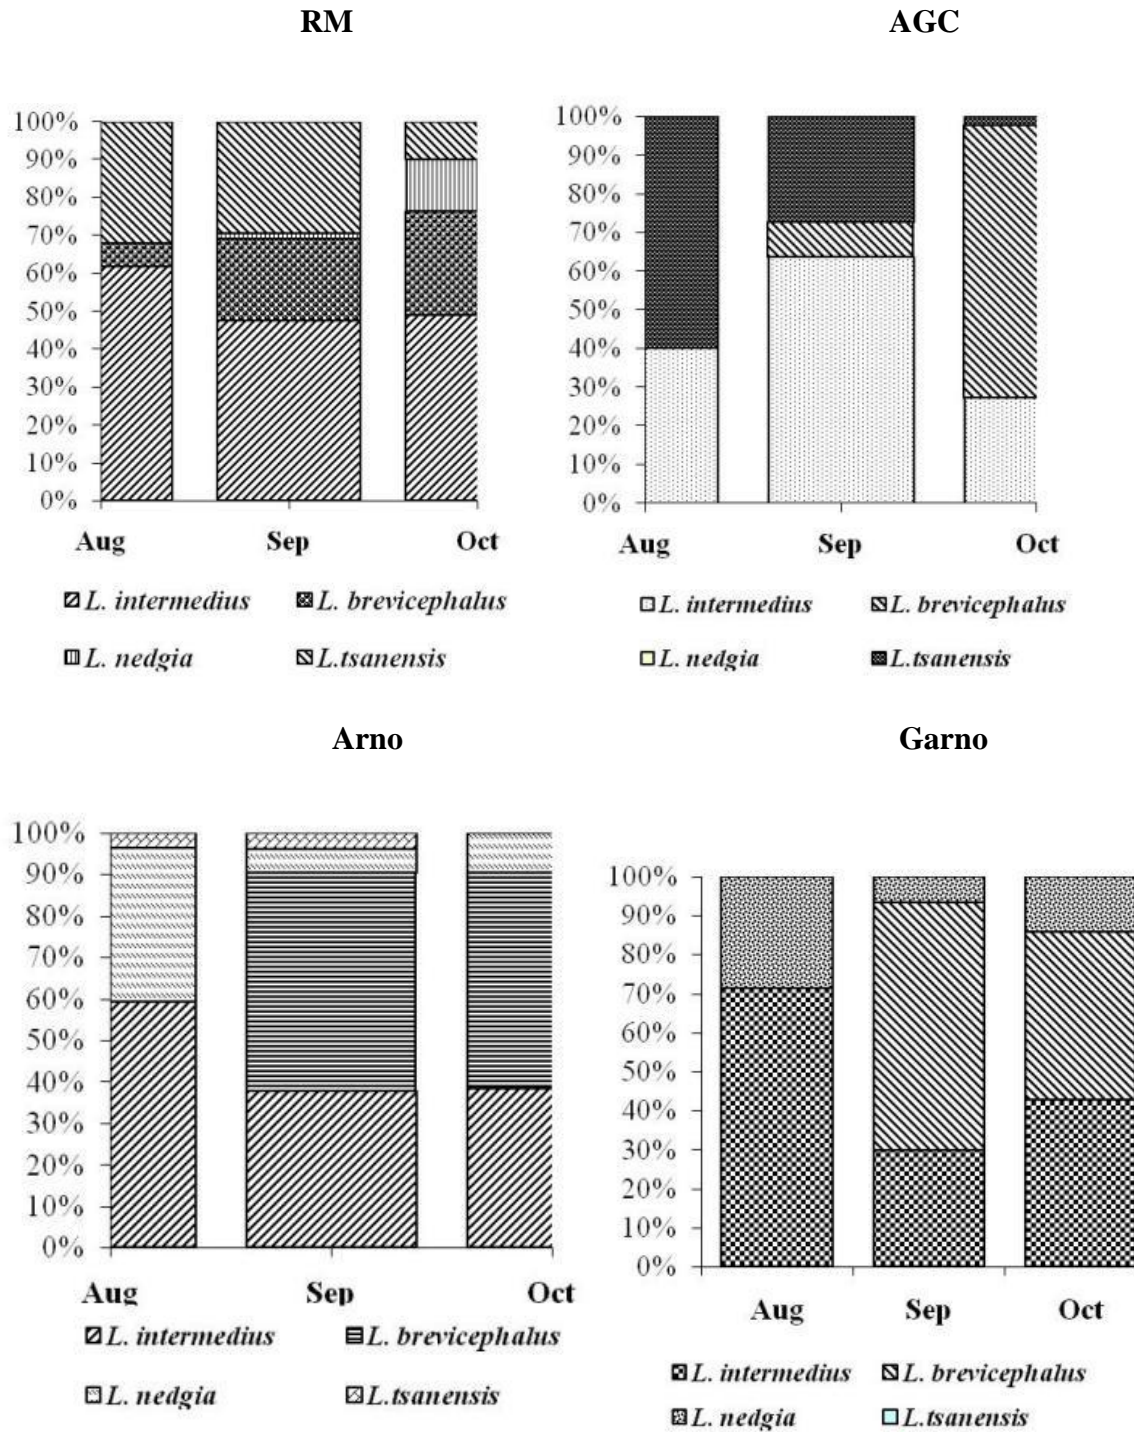 RM
100%
90%
80%
70%
60%
50%
40%
30%
20%
10%
0%
Aug Sep Oct
L. intermedius L. brevicephalus
L. nedgia L.tsanensis
AGC
100%
90%
80%
70%
60%
50%
40%
30%
20%
10%
0%
Aug Sep Oct
L. intermedius L. brevicephalus
L. nedgia L.tsanensis
Arno
100%
90%
80%
70%
60%
50%
40%
30%
20%
10%
0%
Aug Sep Oct
L. intermedius L. brevicephalus
L. nedgia L.tsanensis
Garno
100%
90%
80%
70%
60%
50%
40%
30%
20%
10%
0%
Aug Sep Oct
L. intermedius L. brevicephalus
L. nedgia L.tsanensis